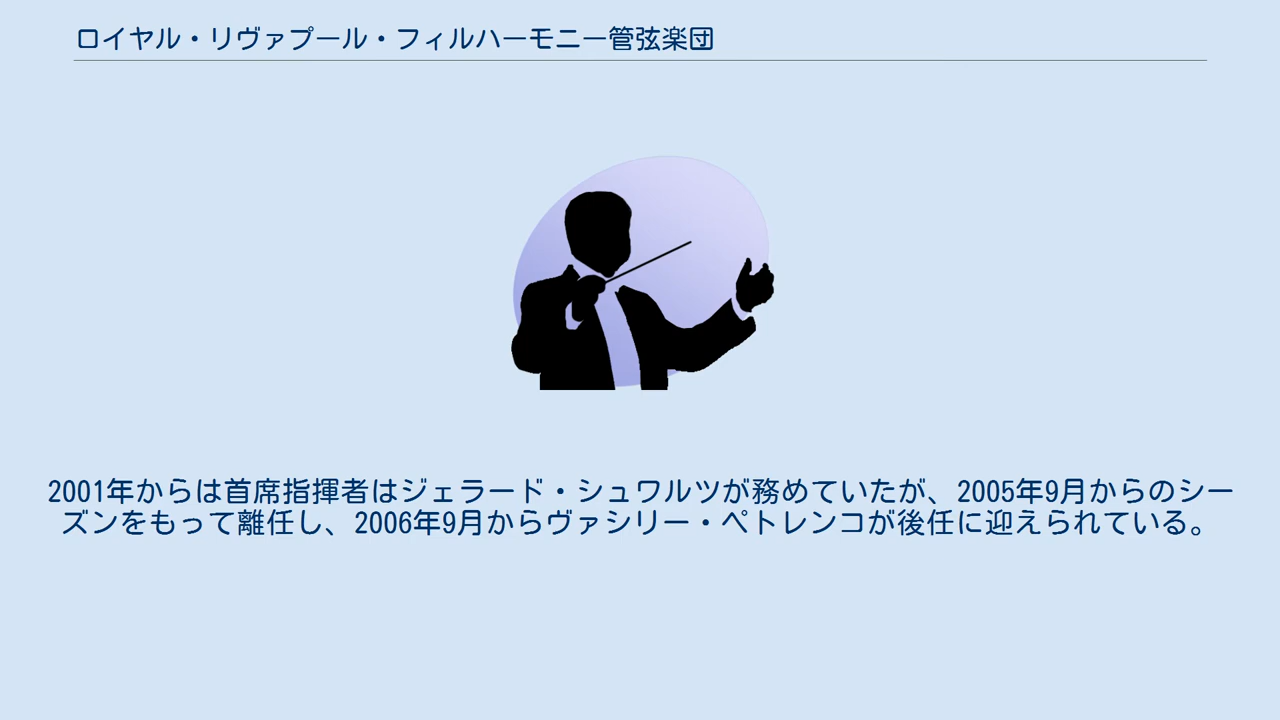 ロイヤル・リヴァプール・フィルハーモニー管弦楽団
2001年からは首席指揮者はジェラード・シュワルツが務めていたが、2005年9月からのシー
ズンをもって離任し、2006年9月からヴァシリー・ペトレンコが後任に迎えられている。